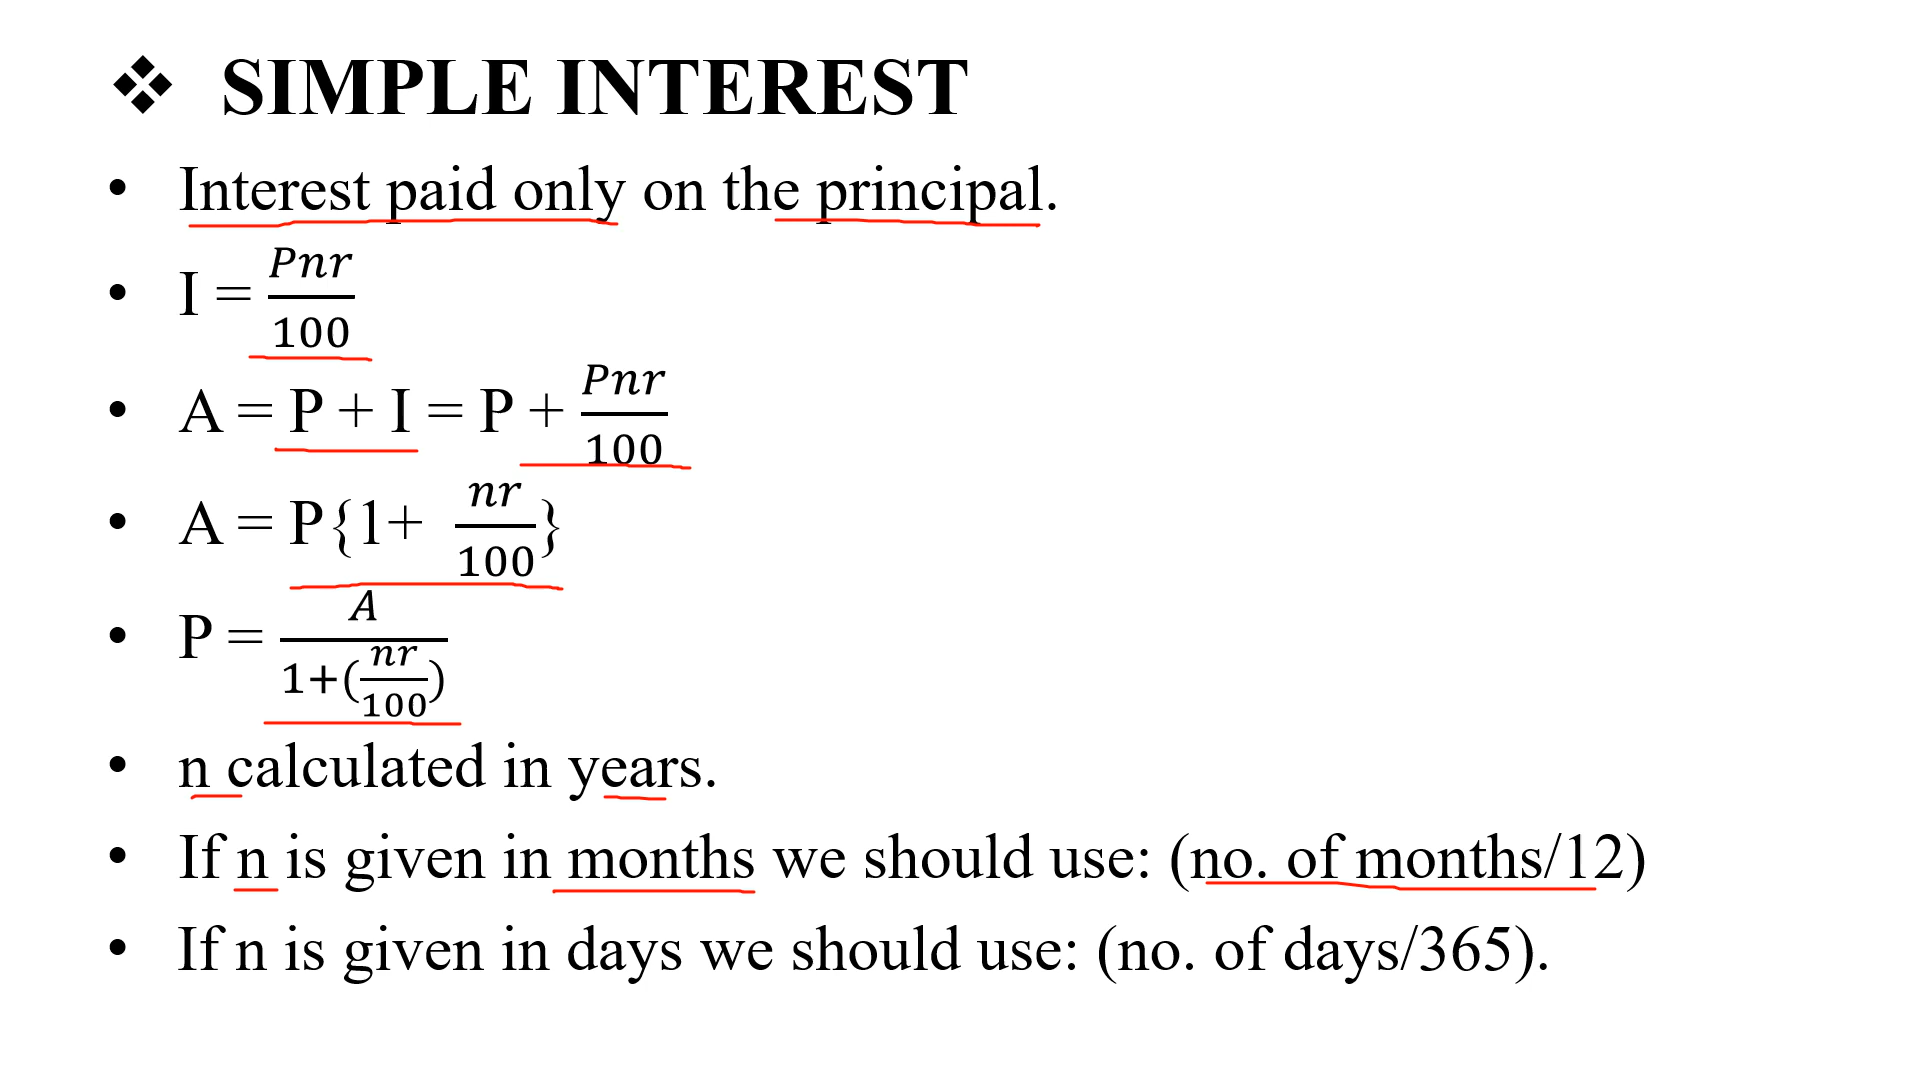 ❖ SIMPLE INTEREST
• Interest paid only on the principal.
• I = Pnr/100
• A = P + I = P + Pnr/100
• A = P{1+ nr/100}
• P = A/1+(nr/100)
• n calculated in years.
• If n is given in months we should use: (no. of months/12)
• If n is given in days we should use: (no. of days/365).